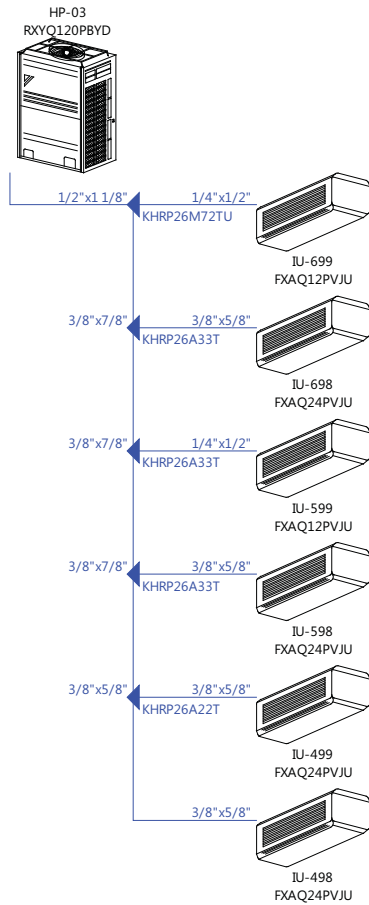 HP-03
RXYQ120PBYD
1/2"x1 1/8" 1/4"x1/2"
KHRP26M72TU
IU-699
FXAQ12PVJU
3/8"x7/8" 3/8"x5/8"
KHRP26A33T
IU-698
FXAQ24PVJU
3/8"x7/8" 1/4"x1/2"
KHRP26A33T
IU-599
FXAQ12PVJU
3/8"x7/8" 3/8"x5/8"
KHRP26A33T
IU-598
FXAQ24PVJU
3/8"x5/8" 3/8"x5/8"
KHRP26A22T
IU-499
FXAQ24PVJU
3/8"x5/8"
IU-498
FXAQ24PVJU